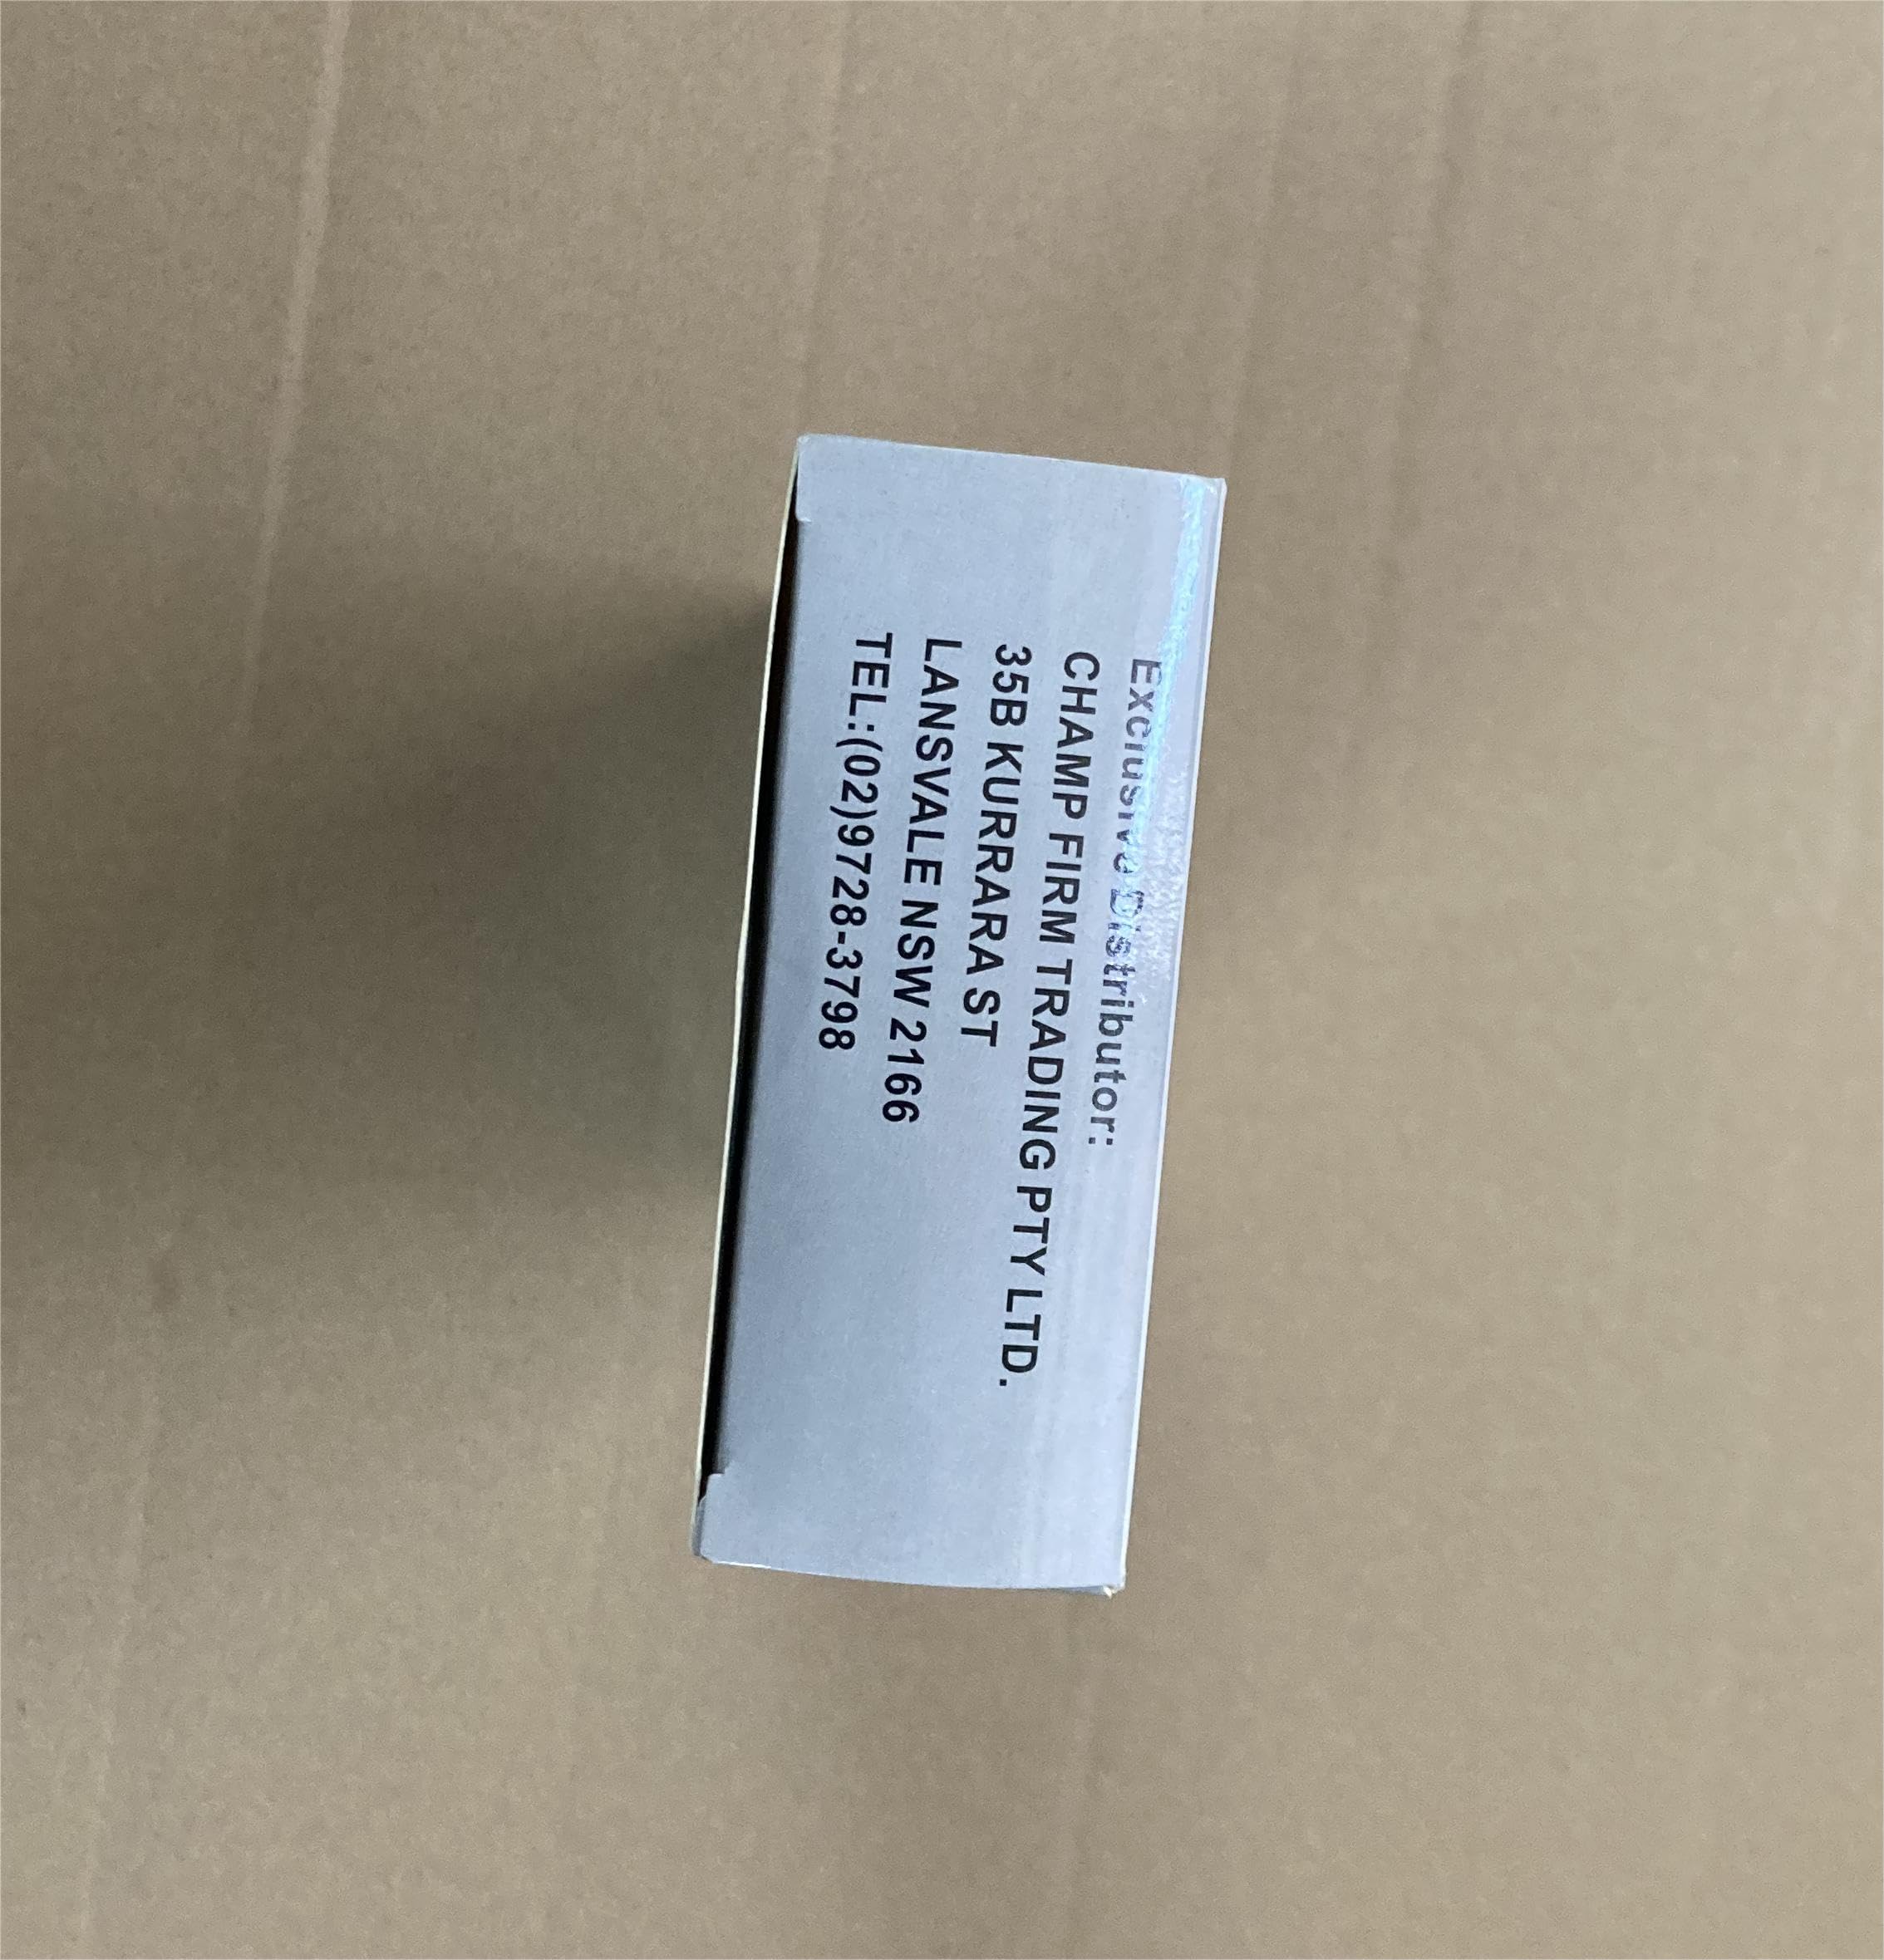 Exclusive Distributor:
CHAMP FIRM TRADING PTY LTD.
35B KURRARA ST
LANSVALE NSW 2166
TEL:(02)9728-3798